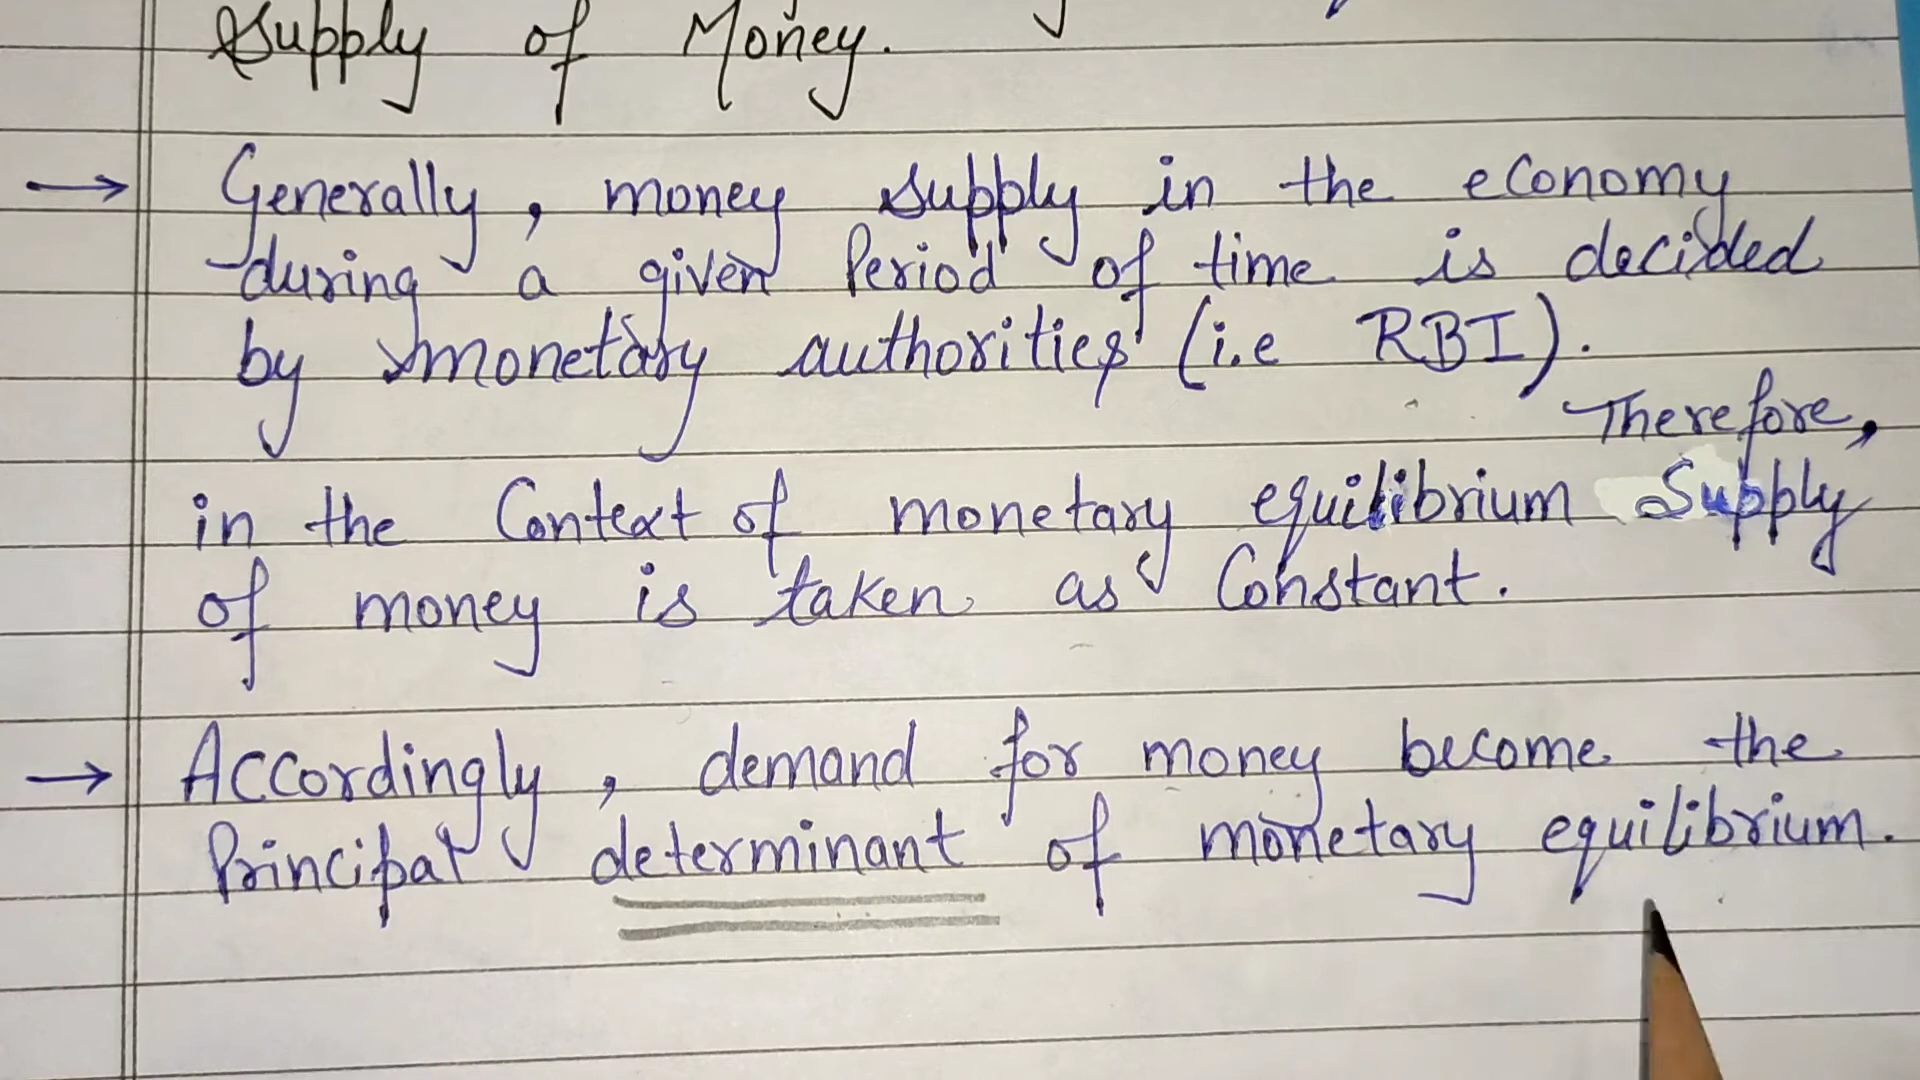 Supply of Money.
→ Generally, money supply in the economy
during a given Period of time is decided
by monetary authorities (i.e RBI).
Therefore,
in the Context of monetary equilibrium Supply
of money is taken as Constant.
→ Accordingly, demand for money become the
Principal determinant of monetary equilibrium.